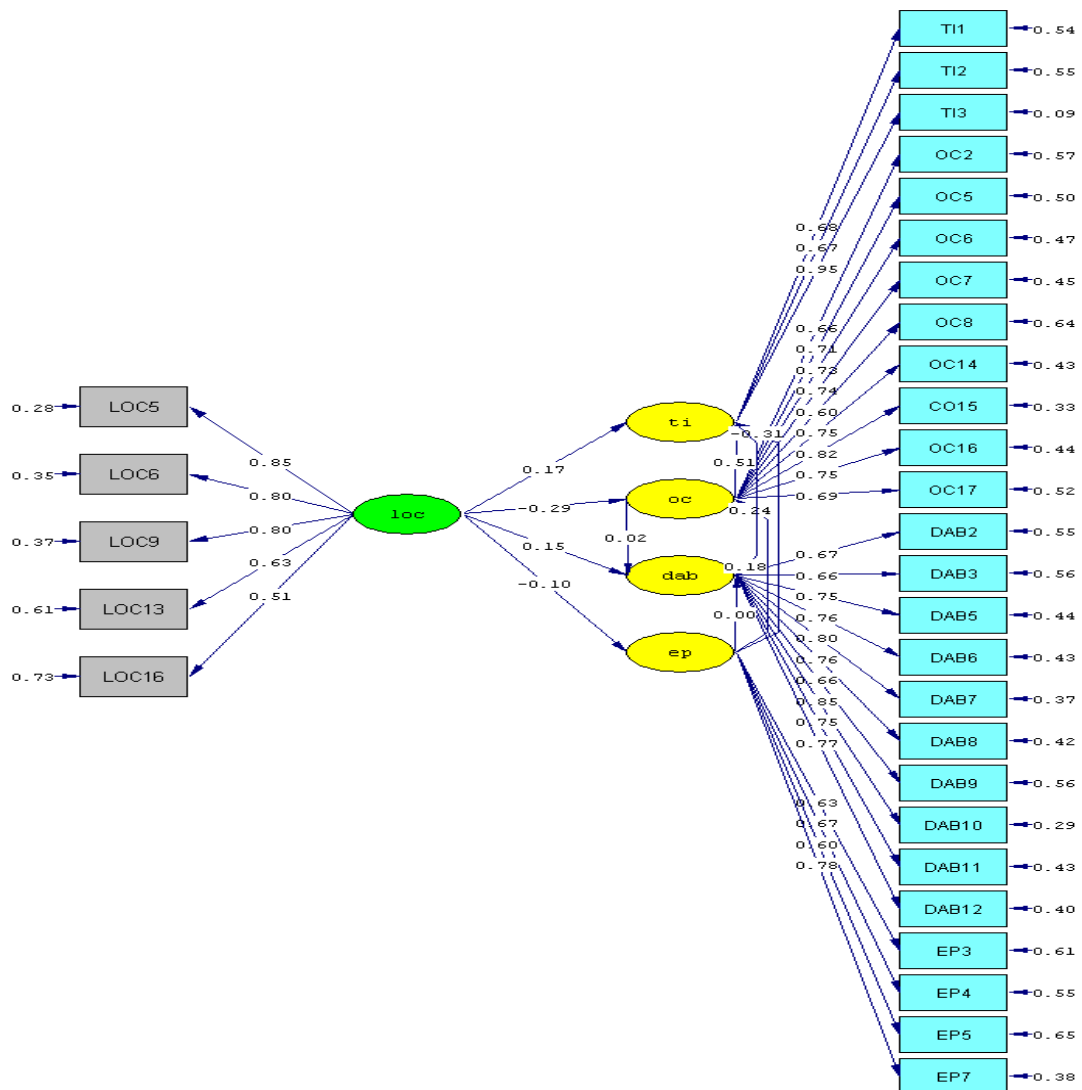 TI1
0.54
TI2
0.55
TI3
0.09
OC2
0.57
OC5
0.50
OC6
0.47
OC7
0.45
OC8
0.64
OC14
0.43
CO15
0.33
OC16
0.44
OC17
0.52
DAB2
0.55
DAB3
0.56
DAB5
0.44
DAB6
0.43
DAB7
0.37
DAB8
0.42
DAB9
0.56
DAB10
0.29
DAB11
0.43
DAB12
0.40
EP3
0.61
EP4
0.55
EP5
0.65
EP7
0.38
0.28
LOC5
0.35
LOC6
0.37
LOC9
0.61
LOC13
0.73
LOC16
0.85
0.80
0.80
0.63
0.51
loc
0.17
-0.29
0.15
-0.10
ti
oc
dab
ep
0.02
-0.31
0.51
0.24
0.18
0.00
0.68
0.67
0.95
0.66
0.71
0.73
0.74
0.60
0.75
0.82
0.75
0.69
0.67
0.66
0.75
0.76
0.80
0.76
0.66
0.85
0.75
0.77
0.63
0.67
0.60
0.78